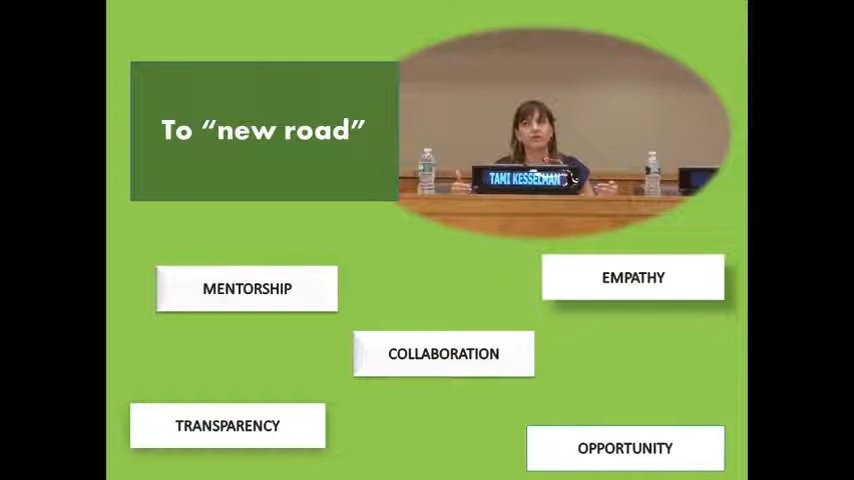 To “new road”
TAMI KESSELMAN
MENTORSHIP
EMPATHY
COLLABORATION
TRANSPARENCY
OPPORTUNITY